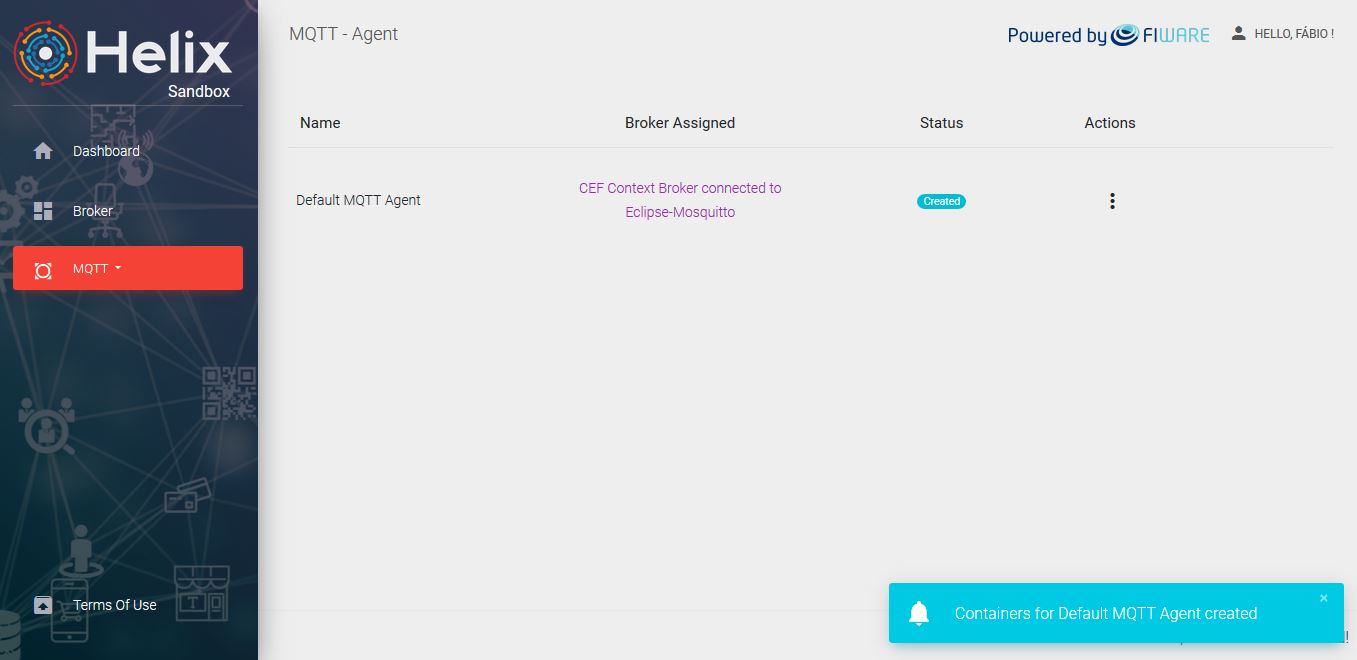 Helix
Sandbox
Dashboard
Broker
MQTT
Terms Of Use
MQTT - Agent
Powered by FIWARE
HELLO, FÁBIO !
Name Broker Assigned Status Actions
Default MQTT Agent
CEF Context Broker connected to
Eclipse-Mosquitto
Created
Containers for Default MQTT Agent created
×